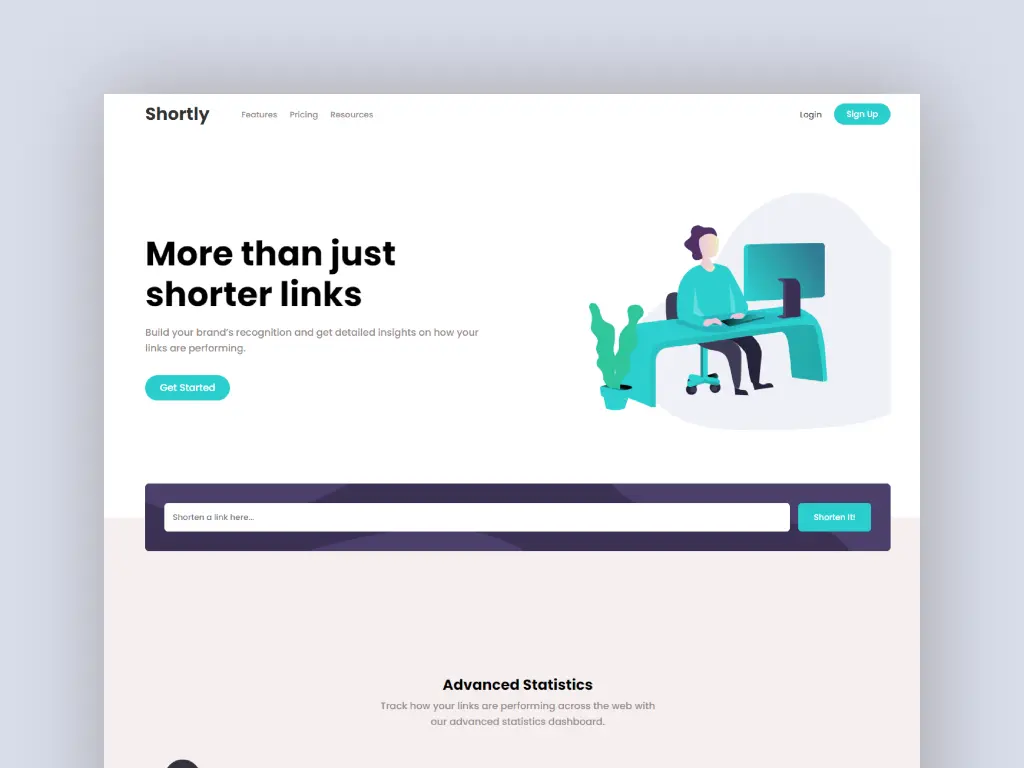 Shortly
Features
Pricing
Resources
Login
Sign Up
More than just
shorter links
Build your brand's recognition and get detailed insights on how your
links are performing.
Get Started
Shorten a link here...
Shorten It!
Advanced Statistics
Track how your links are performing across the web with
our advanced statistics dashboard.